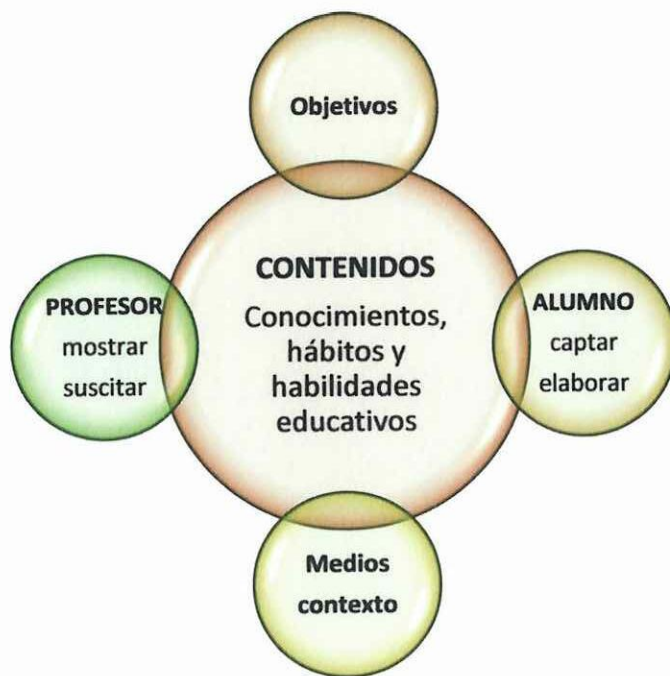 Objetivos
PROFESOR
mostrar
suscitar
CONTENIDOS
Conocimientos,
hábitos y
habilidades
educativos
ALUMNO
captar
elaborar
Medios
contexto